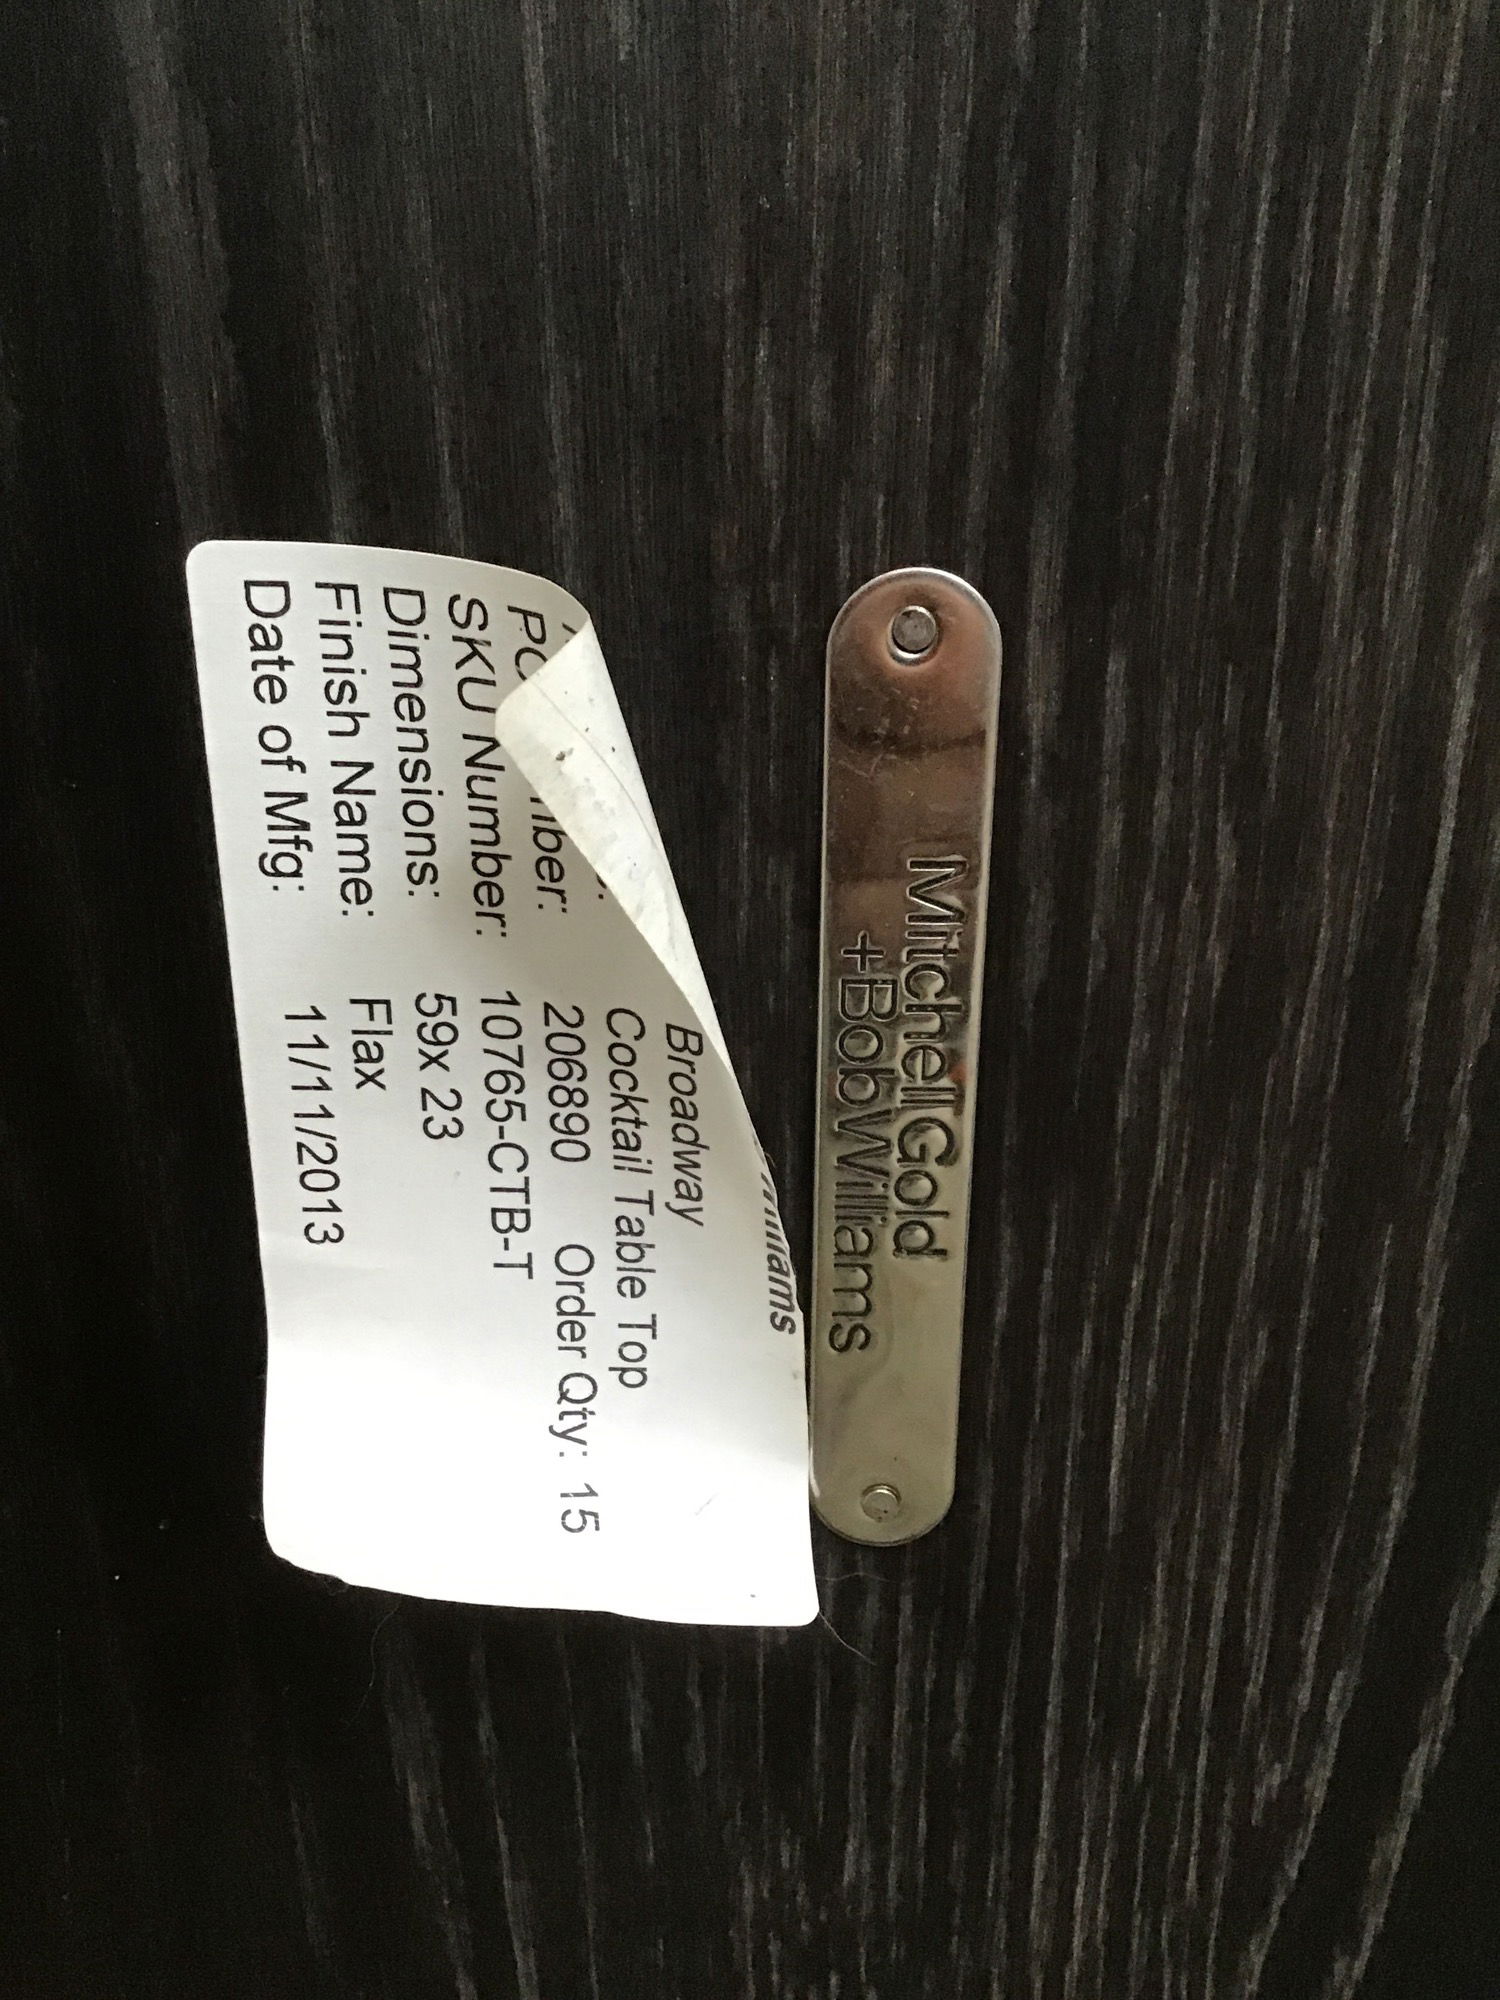 Mitchell Gold
+Bob Williams
Williams
Broadway
Cocktail Table Top
206890 Order Qty: 15
SKU Number: 10765-CTB-T
Dimensions: 59x 23
Finish Name: Flax
Date of Mfg: 11/11/2013